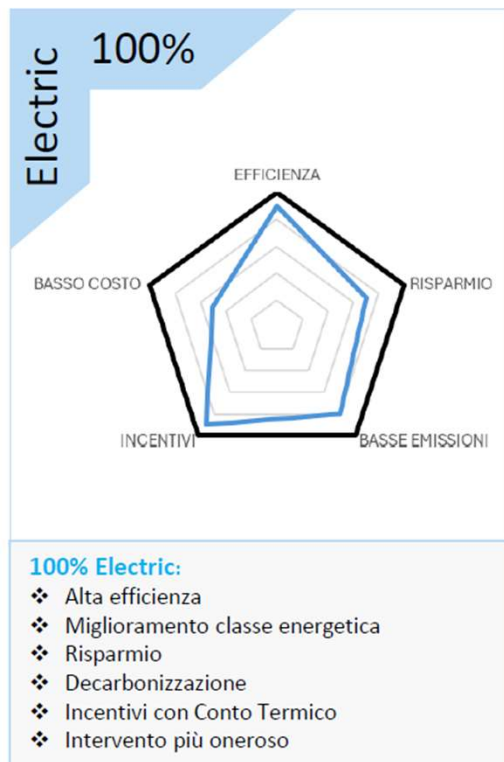 100%
Electric
EFFICIENZA
BASSO COSTO
RISPARMIO
INCENTIVI
BASSE EMISSIONI
100% Electric:
❖ Alta efficienza
❖ Miglioramento classe energetica
❖ Risparmio
❖ Decarbonizzazione
❖ Incentivi con Conto Termico
❖ Intervento più oneroso